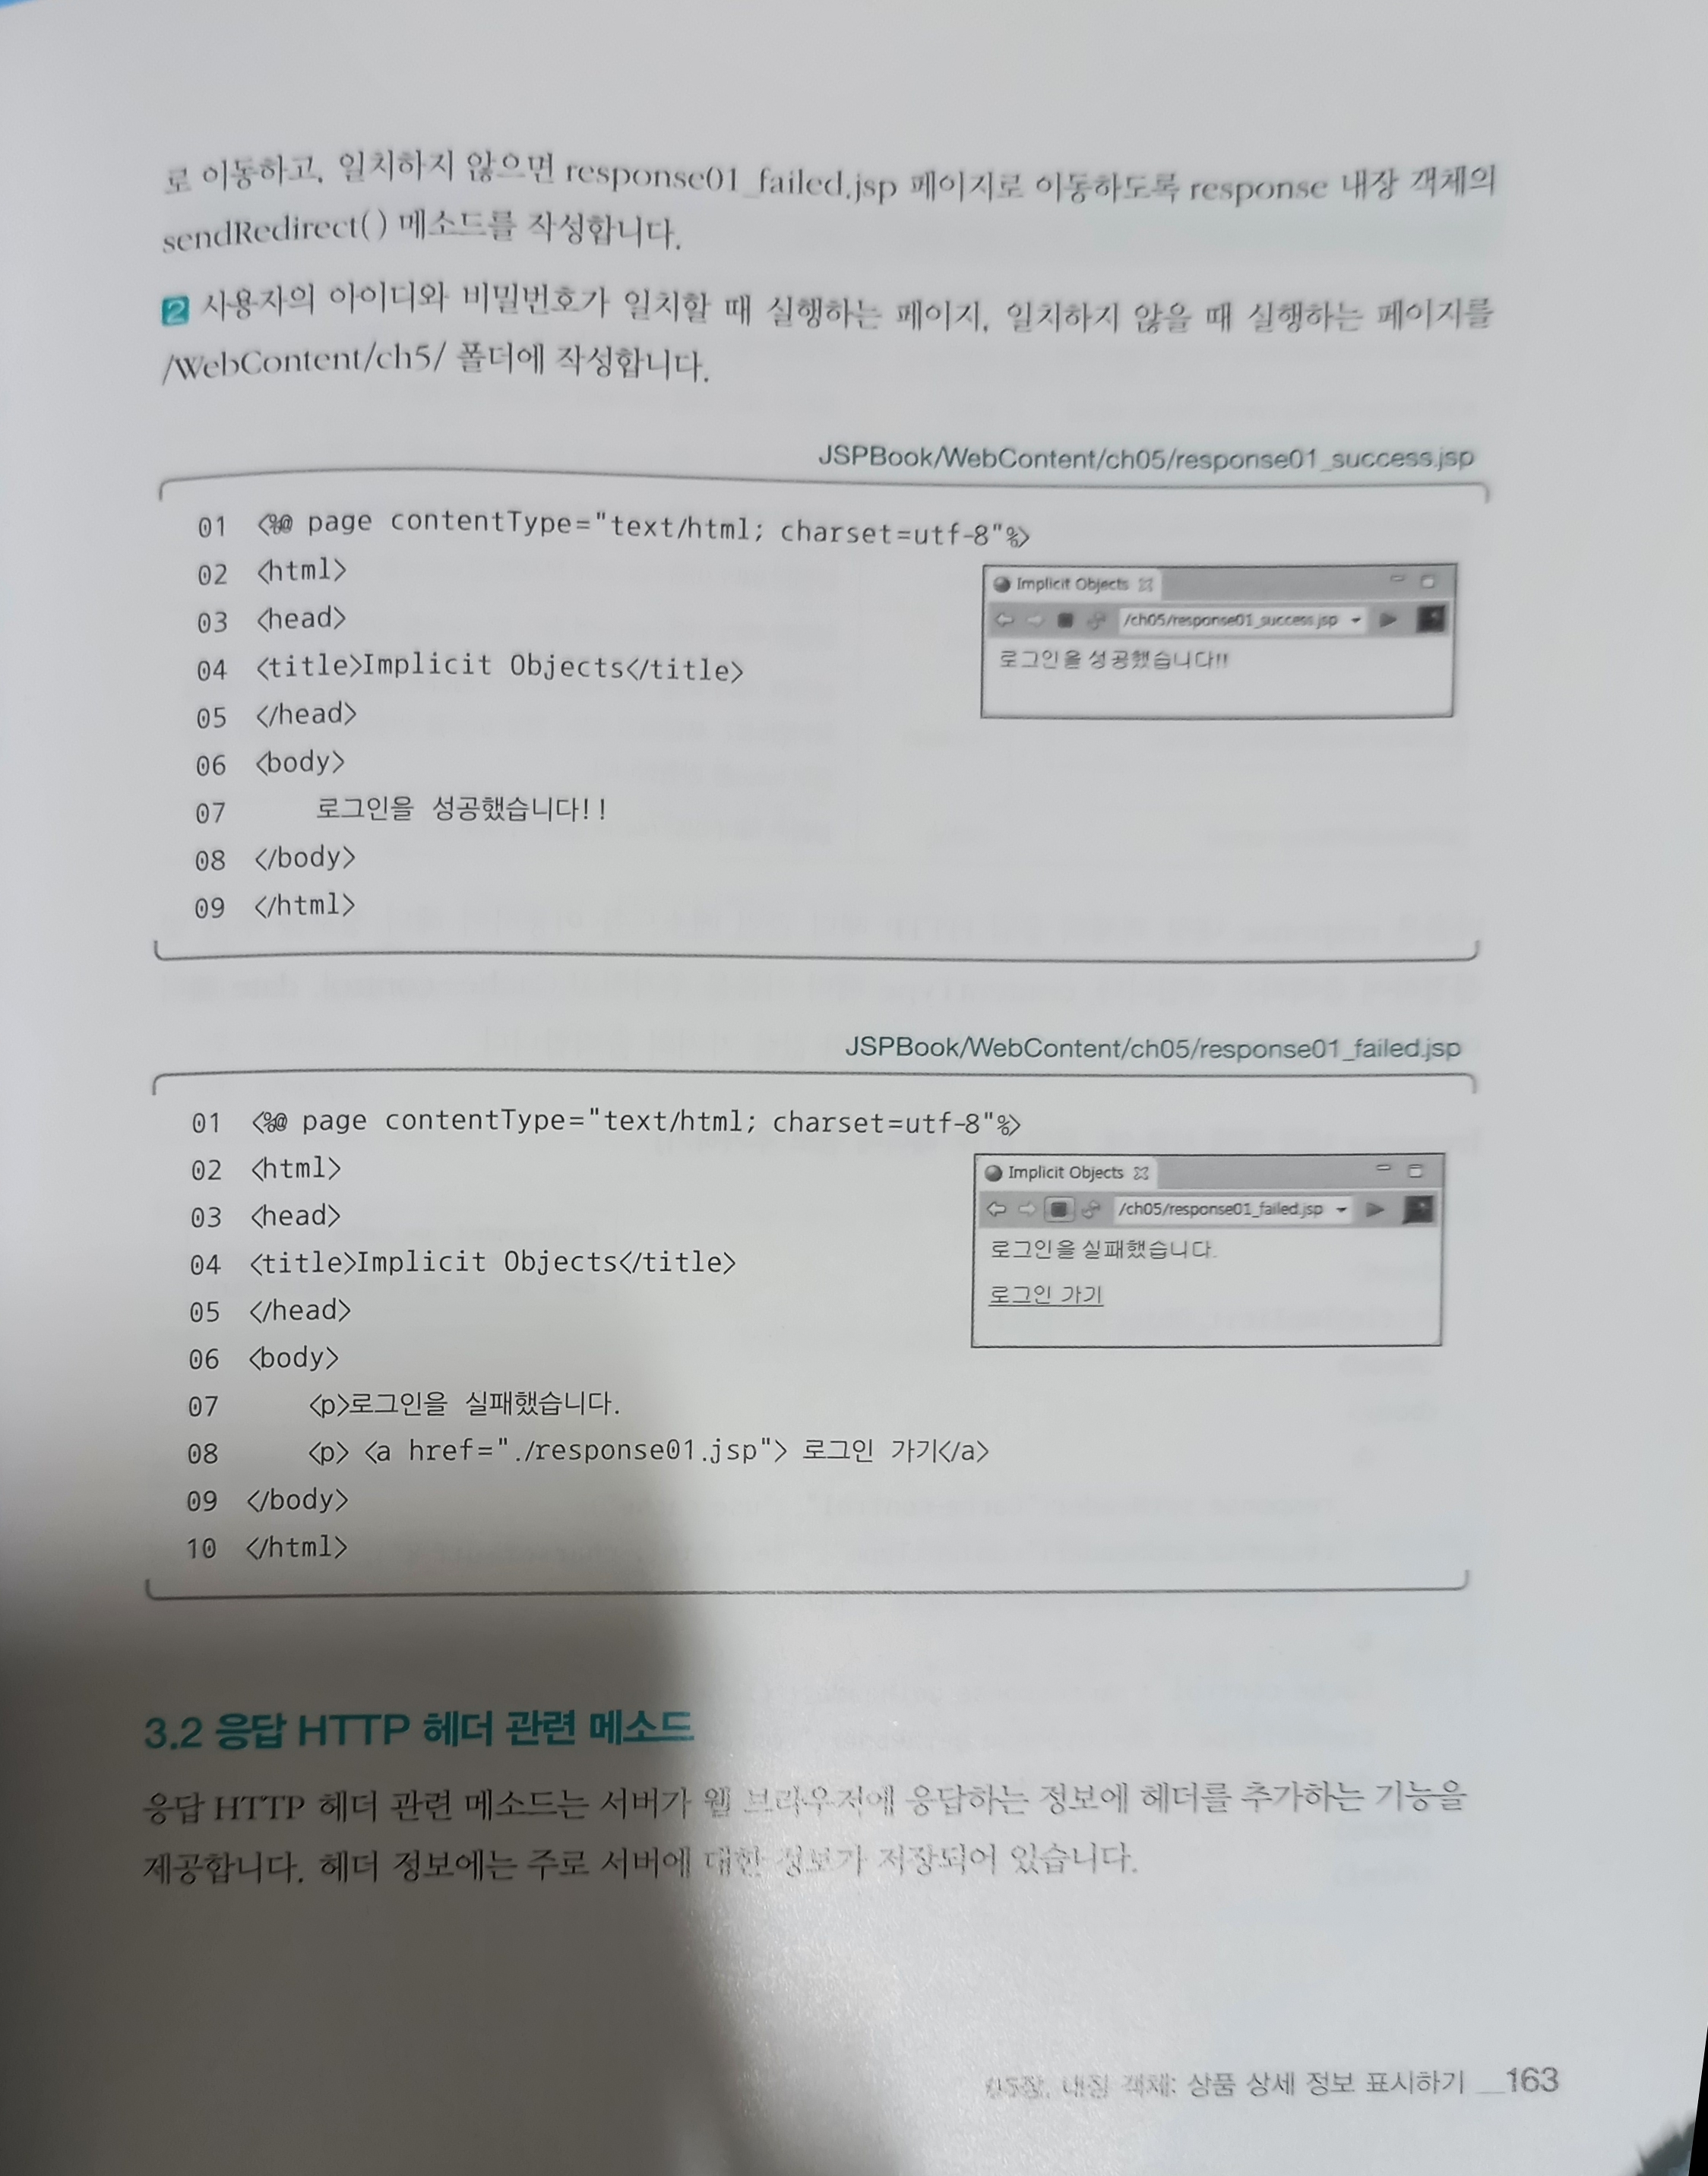 로 이동하고, 일치하지 않으면 response01_failed.jsp 페이지로 이동하도록 response 내장 객체의
sendRedirect( ) 메소드를 작성합니다.
2 사용자의 아이디와 비밀번호가 일치할 때 실행하는 페이지, 일치하지 않을 때 실행하는 페이지를
/WebContent/ch5/ 폴더에 작성합니다.
JSPBook/WebContent/ch05/response01_success.jsp
01 <%@ page contentType="text/html; charset=utf-8"%>
02 <html>
03 <head>
04 <title>Implicit Objects</title>
05 </head>
06 <body>
07 로그인을 성공했습니다!!
08 </body>
09 </html>
Implicit Objects
/ch05/response01_success.jsp
로그인을 성공했습니다!!
JSPBook/WebContent/ch05/response01_failed.jsp
01 <%@ page contentType="text/html; charset=utf-8"%>
02 <html>
03 <head>
04 <title>Implicit Objects</title>
05 </head>
06 <body>
07 <p>로그인을 실패했습니다.
08 <p> <a href="./response01.jsp"> 로그인 가기</a>
09 </body>
10 </html>
Implicit Objects
/ch05/response01_failed.jsp
로그인을 실패했습니다.
로그인 가기
3.2 응답 HTTP 헤더 관련 메소드
응답 HTTP 헤더 관련 메소드는 서버가 웹 브라우저에 응답하는 정보에 헤더를 추가하는 기능을
제공합니다. 헤더 정보에는 주로 서버에 대한 정보가 저장되어 있습니다.
05장. 내장 객체: 상품 상세 정보 표시하기 __163